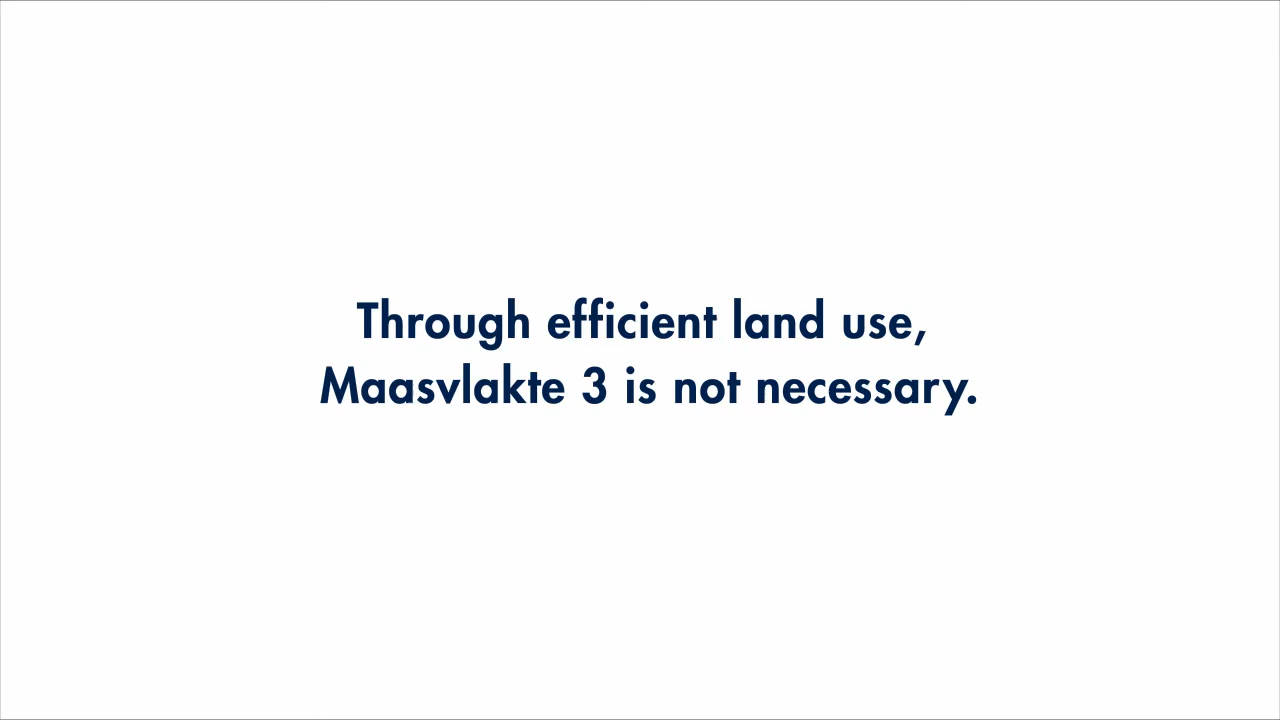 Through efficient land use,
Maasvlakte 3 is not necessary.